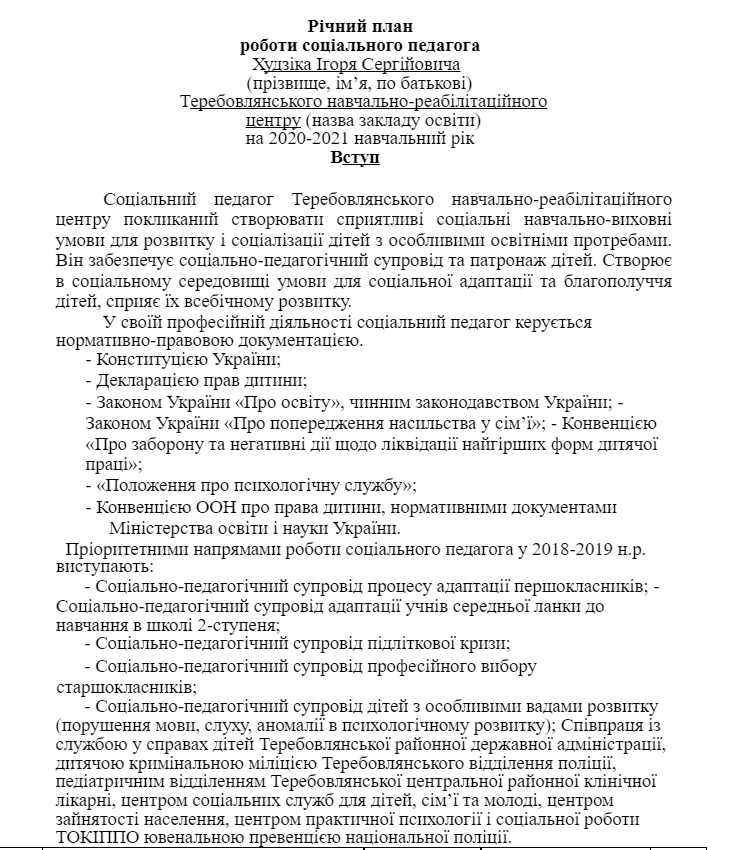 Річний план
роботи соціального педагога
Худзіка Ігоря Сергійовича
(прізвище, ім’я, по батькові)
Теребовлянського навчально-реабілітаційного
центру (назва закладу освіти)
на 2020-2021 навчальний рік
Вступ
Соціальний педагог Теребовлянського навчально-реабілітаційного
центру покликаний створювати сприятливі соціальні навчально-виховні
умови для розвитку і соціалізації дітей з особливими освітніми протребами.
Він забезпечує соціально-педагогічний супровід та патронаж дітей. Створює
в соціальному середовищі умови для соціальної адаптації та благополуччя
дітей, сприяє їх всебічному розвитку.
У своїй професійній діяльності соціальний педагог керується
нормативно-правовою документацією.
- Конституцією України;
- Декларацією прав дитини;
- Законом України «Про освіту», чинним законодавством України; -
Законом України «Про попередження насильства у сім’ї»; - Конвенцією
«Про заборону та негативні дії щодо ліквідації найгірших форм дитячої
праці»;
- «Положення про психологічну службу»;
- Конвенцією ООН про права дитини, нормативними документами
Міністерства освіти і науки України.
Пріоритетними напрямами роботи соціального педагога у 2018-2019 н.р.
виступають:
- Соціально-педагогічний супровід процесу адаптації першокласників; -
Соціально-педагогічний супровід адаптації учнів середньої ланки до
навчання в школі 2-ступеня;
- Соціально-педагогічний супровід підліткової кризи;
- Соціально-педагогічний супровід професійного вибору
старшокласників;
- Соціально-педагогічний супровід дітей з особливими вадами розвитку
(порушення мови, слуху, аномалії в психологічному розвитку); Співпраця із
службою у справах дітей Теребовлянської районної державної адміністрації,
дитячою кримінальною міліцією Теребовлянського відділення поліції,
педіатричним відділенням Теребовлянської центральної районної клінічної
лікарні, центром соціальних служб для дітей, сім’ї та молоді, центром
зайнятості населення, центром практичної психології і соціальної роботи
ТОКІППО ювенальною превенцією національної поліції.